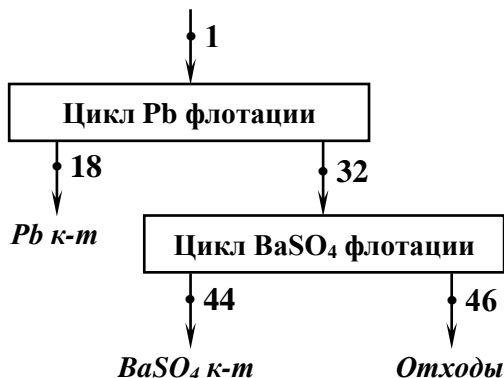 1
Цикл Pb флотации
18 32
Pb к-т
Цикл BaSO₄ флотации
44 46
BaSO₄ к-т Отходы